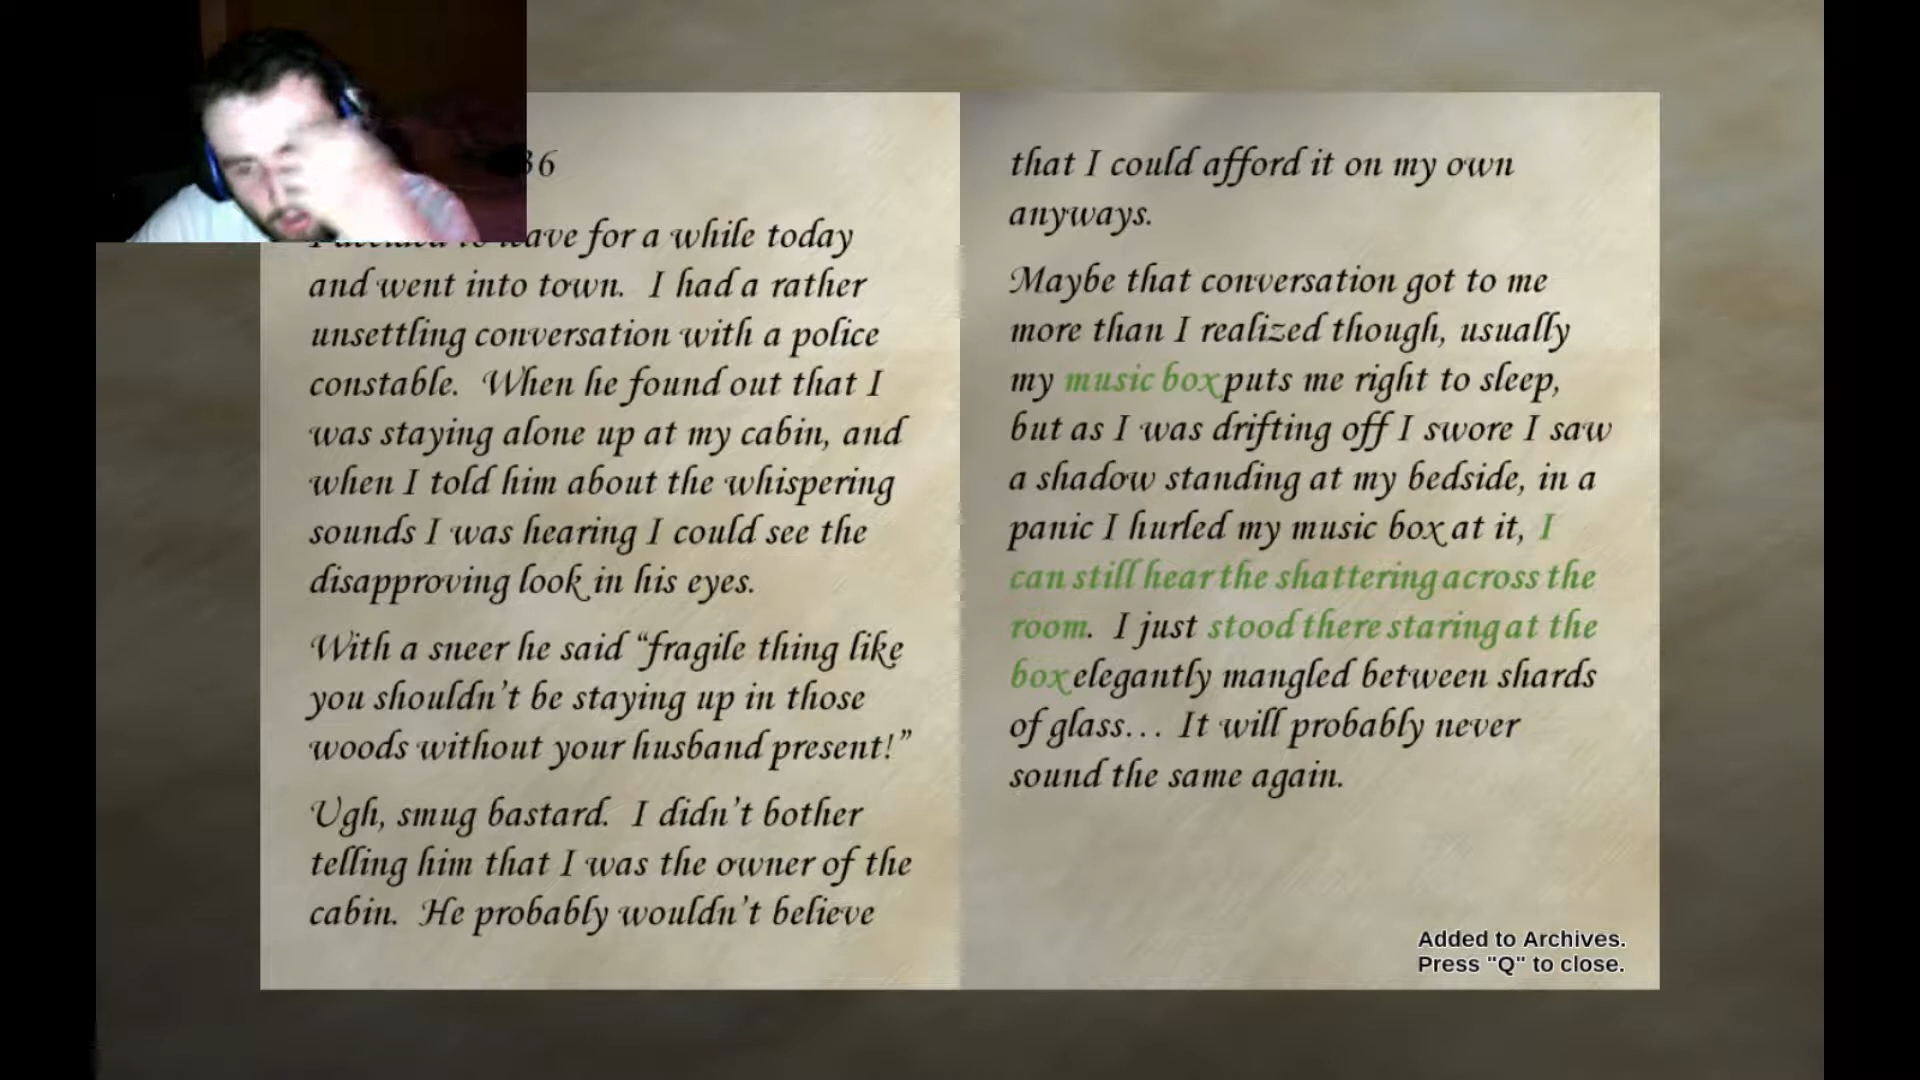 36
leave for a while today
and went into town. I had a rather
unsettling conversation with a police
constable. When he found out that I
was staying alone up at my cabin, and
when I told him about the whispering
sounds I was hearing I could see the
disapproving look in his eyes.
With a sneer he said “fragile thing like
you shouldn’t be staying up in those
woods without your husband present!”
Ugh, smug bastard. I didn’t bother
telling him that I was the owner of the
cabin. He probably wouldn’t believe
that I could afford it on my own
anyways.
Maybe that conversation got to me
more than I realized though, usually
my music box puts me right to sleep,
but as I was drifting off I swore I saw
a shadow standing at my bedside, in a
panic I hurled my music box at it, I
can still hear the shattering across the
room. I just stood there staring at the
box elegantly mangled between shards
of glass... It will probably never
sound the same again.
Added to Archives.
Press "Q" to close.